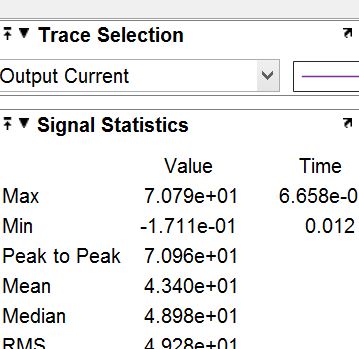 Trace Selection
Output Current
Signal Statistics
Value Time
Max 7.079e+01 6.658e-0
Min -1.711e-01 0.012
Peak to Peak 7.096e+01
Mean 4.340e+01
Median 4.898e+01
RMS 4.928e+01